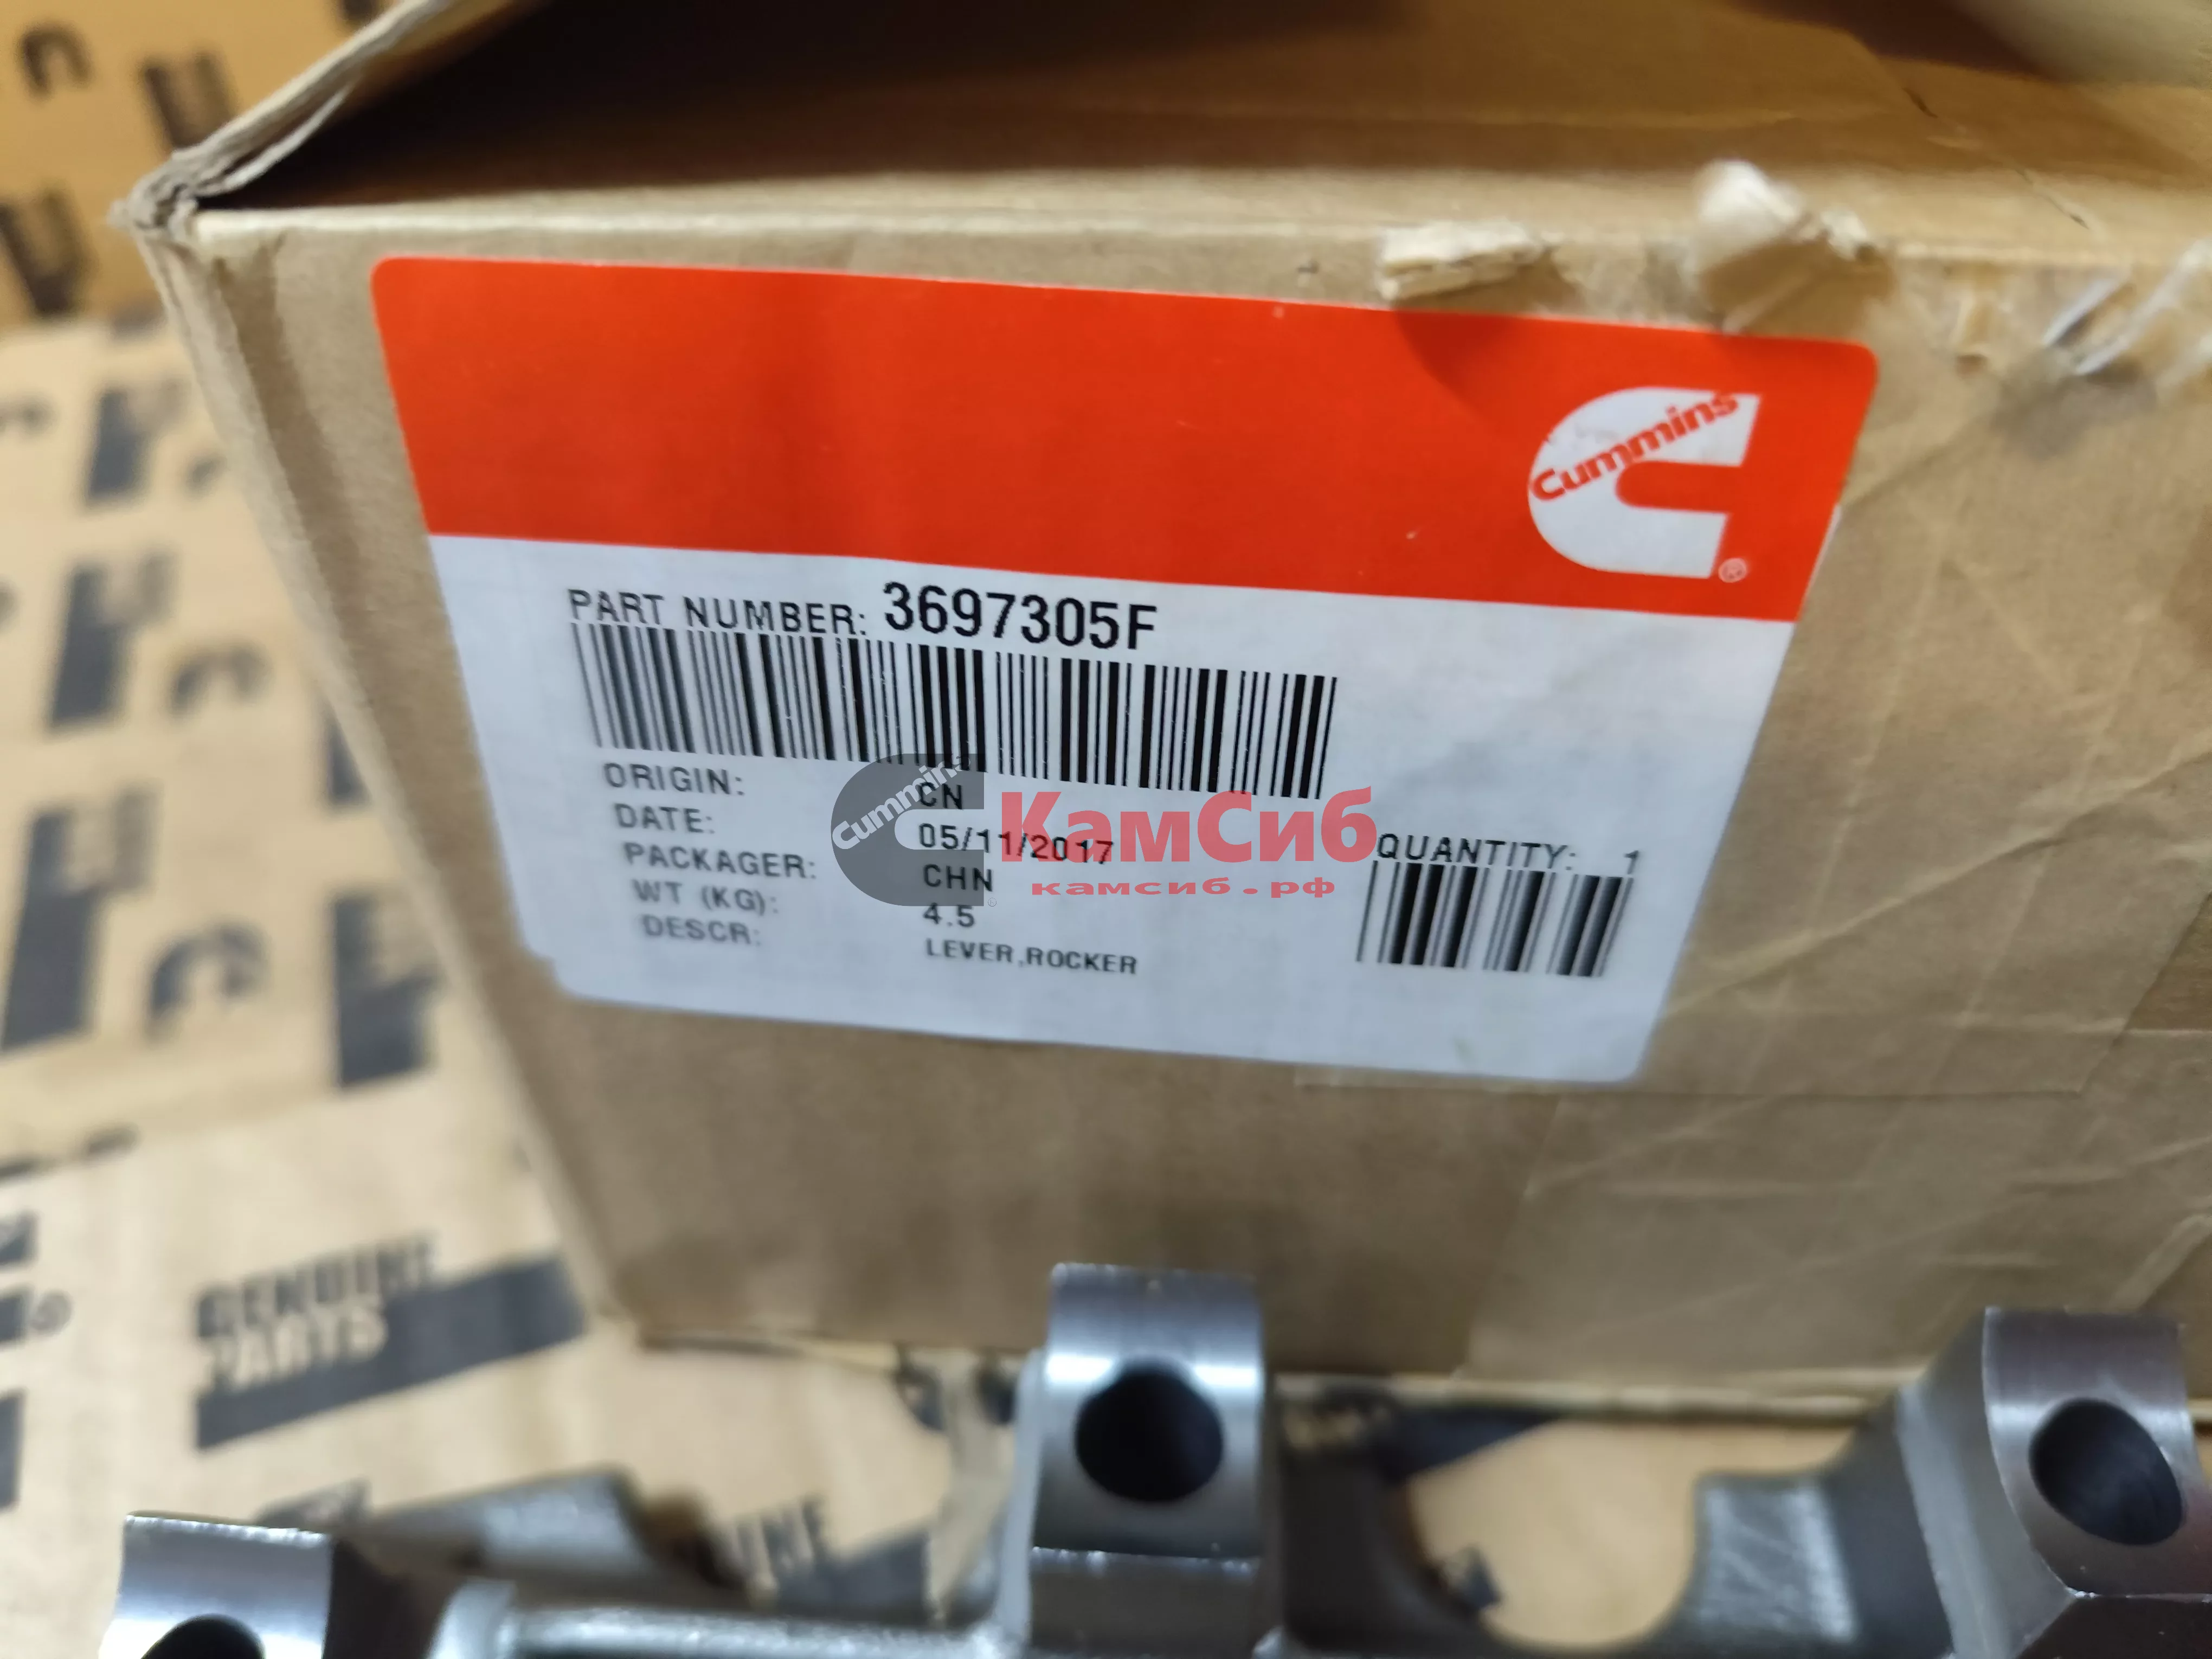 Cummins
®
PART NUMBER: 3697305F
ORIGIN: CN
DATE: 05/11/2017
PACKAGER: CHN
WT (KG): 4.5
DESCR: LEVER,ROCKER
QUANTITY: 1
Cummins
КамСиб
камсиб.рф
GENUINE
PARTS